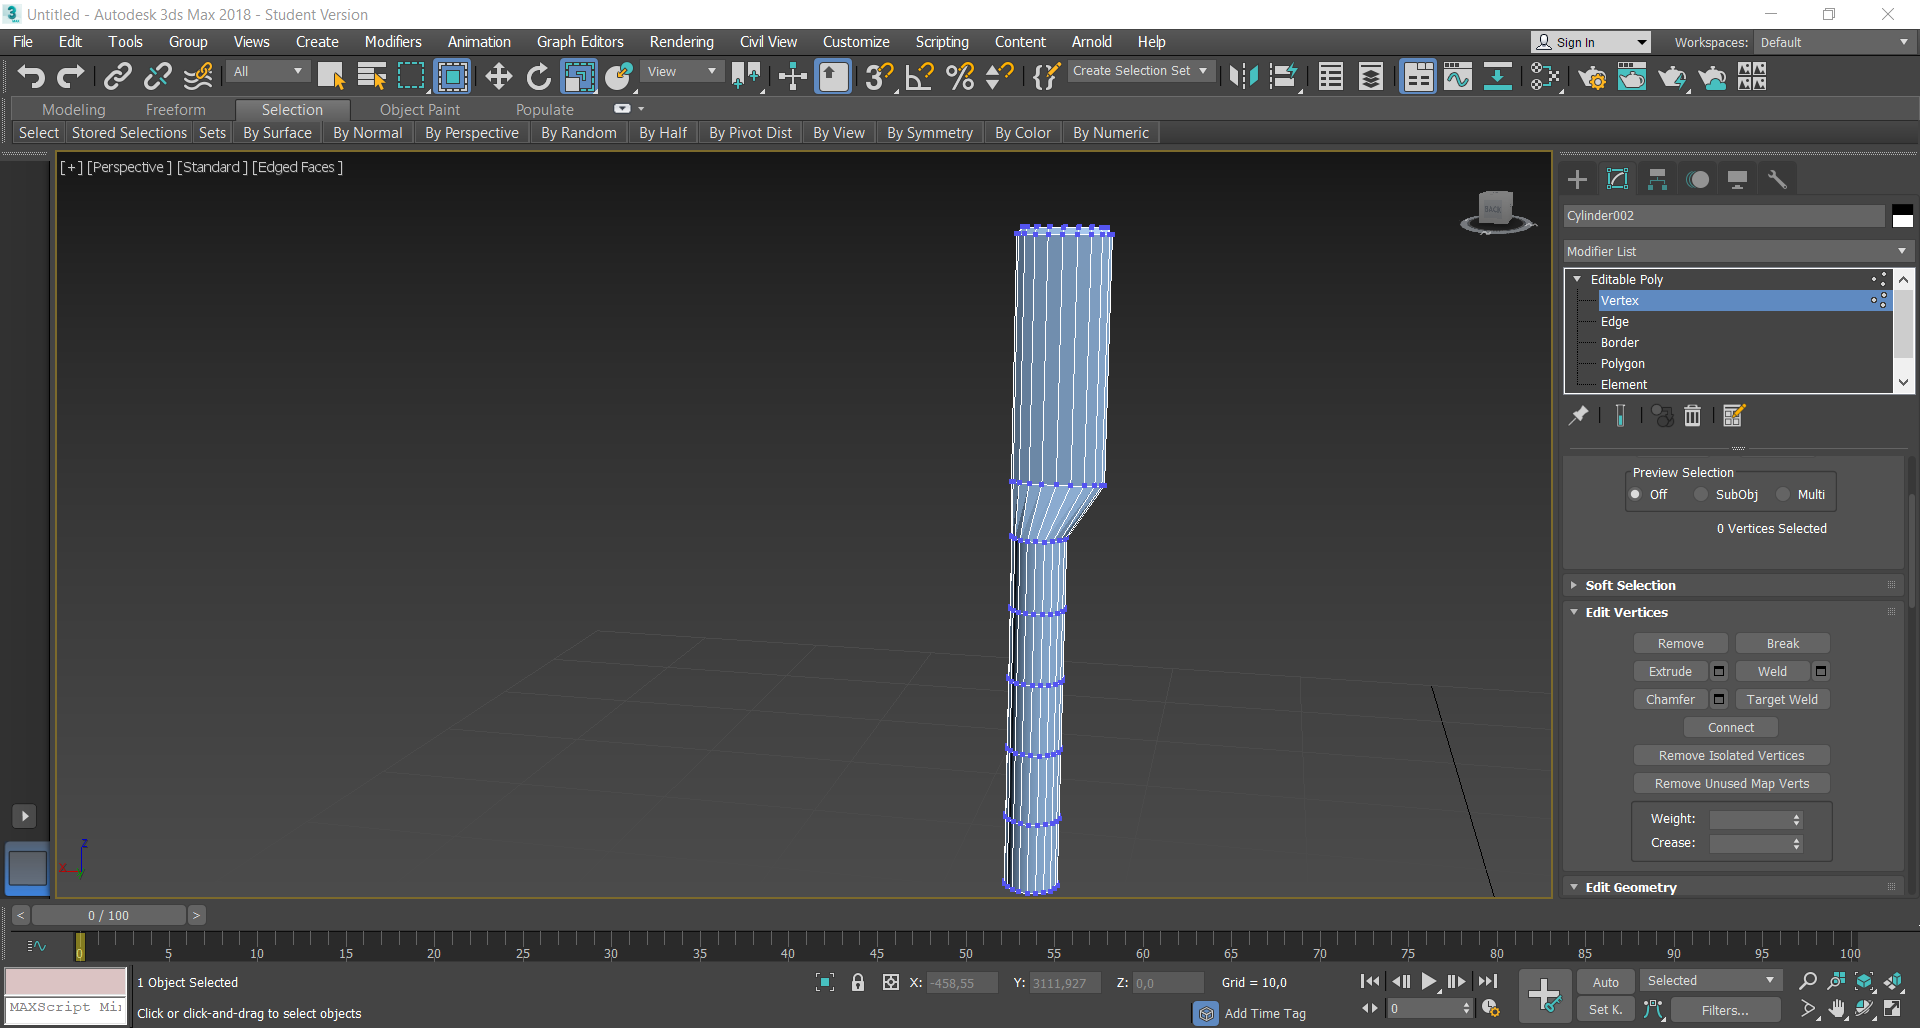 Untitled - Autodesk 3ds Max 2018 - Student Version
File Edit Tools Group Views Create Modifiers Animation Graph Editors Rendering Civil View Customize Scripting Content Arnold Help Sign In Workspaces: Default
All View Create Selection Set
Modeling Freeform Selection Object Paint Populate
Select Stored Selections Sets By Surface By Normal By Perspective By Random By Half By Pivot Dist By View By Symmetry By Color By Numeric
[+] [Perspective] [Standard] [Edged Faces]
BACK
Cylinder002
Modifier List
Editable Poly
Vertex
Edge
Border
Polygon
Element
Preview Selection
Off SubObj Multi
0 Vertices Selected
Soft Selection
Edit Vertices
Remove Break
Extrude Weld
Chamfer Target Weld
Connect
Remove Isolated Vertices
Remove Unused Map Verts
Weight:
Crease:
Edit Geometry
z
x
y
< 0 / 100 >
0 5 10 15 20 25 30 35 40 45 50 55 60 65 70 75 80 85 90 95 100
1 Object Selected X: -458,55 Y: 3111,927 Z: 0,0 Grid = 10,0 Auto Selected
MAXScript Mi
Click or click-and-drag to select objects Add Time Tag 0 Set K. Filters...